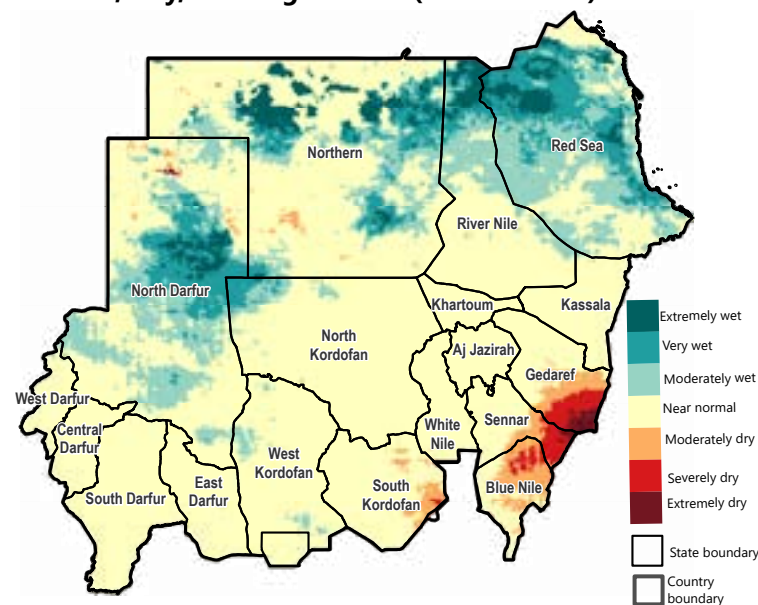 Northern
Red Sea
River Nile
North Darfur
Khartoum
Kassala
North
Kordofan
Aj Jazirah
Gedaref
West Darfur
Central
Darfur
White
Nile
Sennar
West
Kordofan
South
Kordofan
Blue Nile
East
Darfur
South Darfur
Extremely wet
Very wet
Moderately wet
Near normal
Moderately dry
Severely dry
Extremely dry
State boundary
Country
boundary